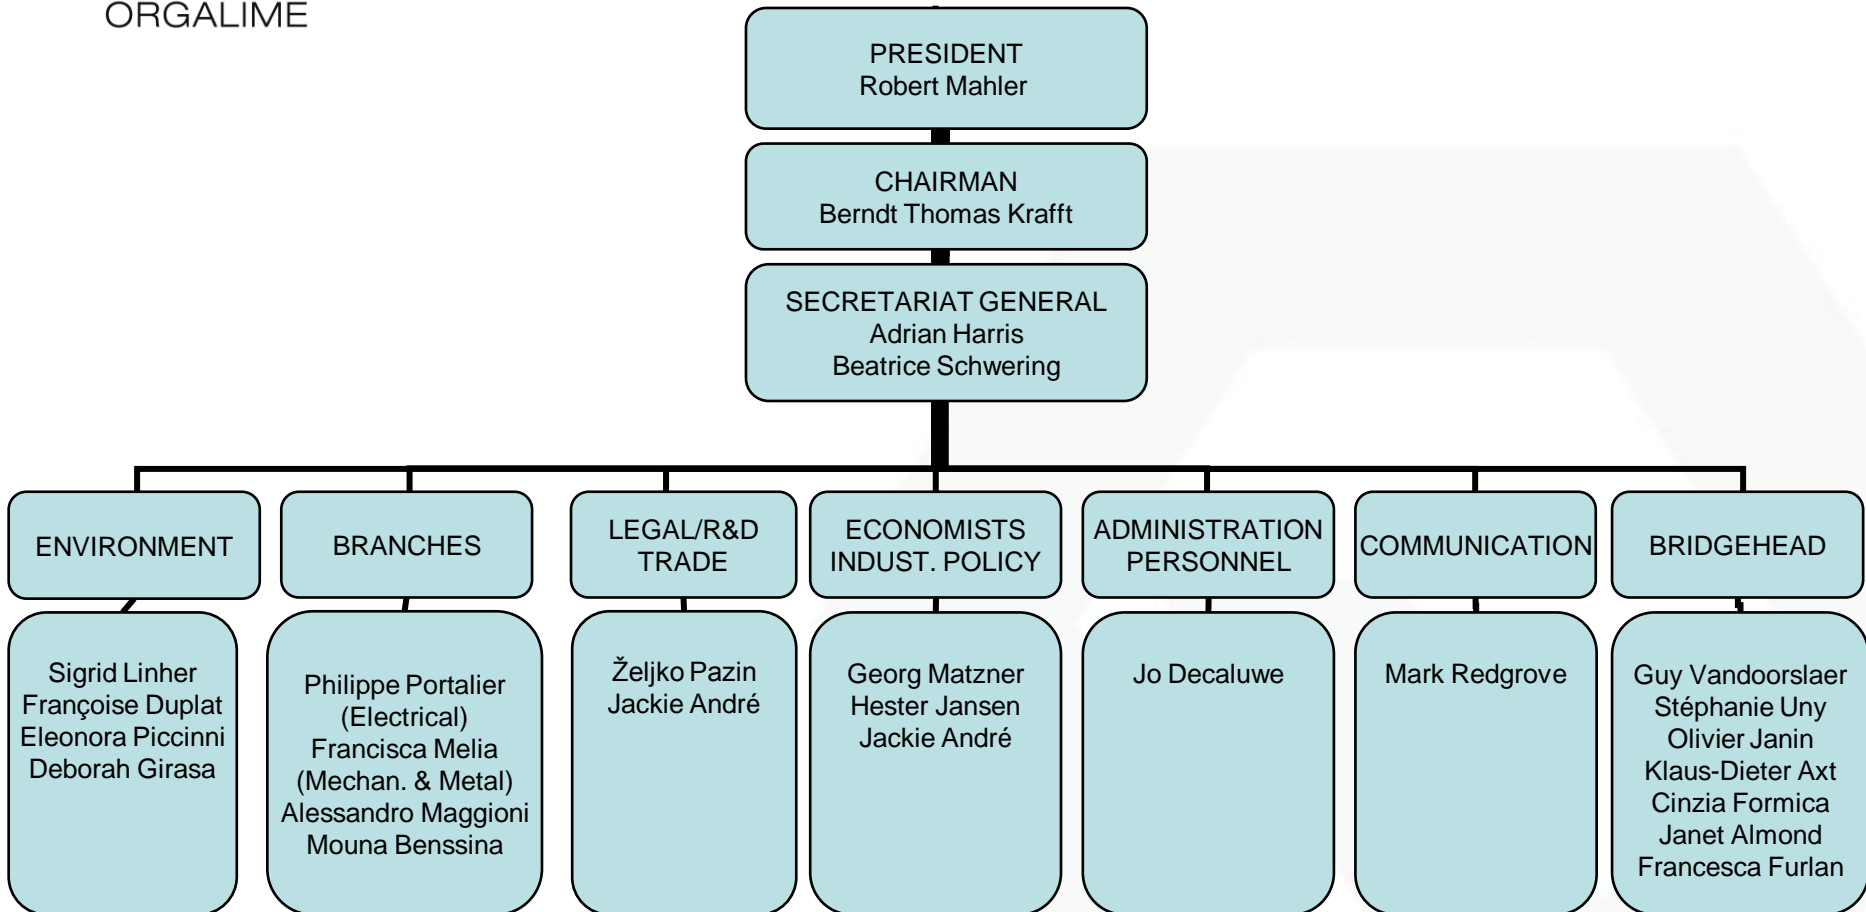 ORGALIME
PRESIDENT
Robert Mahler
CHAIRMAN
Berndt Thomas Krafft
SECRETARIAT GENERAL
Adrian Harris
Beatrice Schwering
ENVIRONMENT
Sigrid Linher
Françoise Duplat
Eleonora Piccinni
Deborah Girasa
BRANCHES
Philippe Portalier
(Electrical)
Francisca Melia
(Mechan. & Metal)
Alessandro Maggioni
Mouna Benssina
LEGAL/R&D
TRADE
Željko Pazin
Jackie André
ECONOMISTS
INDUST. POLICY
Georg Matzner
Hester Jansen
Jackie André
ADMINISTRATION
PERSONNEL
Jo Decaluwe
COMMUNICATION
Mark Redgrove
BRIDGEHEAD
Guy Vandoorslaer
Stéphanie Uny
Olivier Janin
Klaus-Dieter Axt
Cinzia Formica
Janet Almond
Francesca Furlan